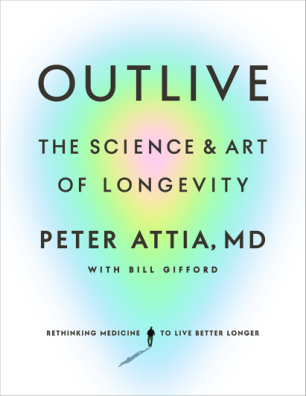 OUTLIVE
THE SCIENCE & ART
OF LONGEVITY
PETER ATTIA, MD
WITH BILL GIFFORD
RETHINKING MEDICINE TO LIVE BETTER LONGER